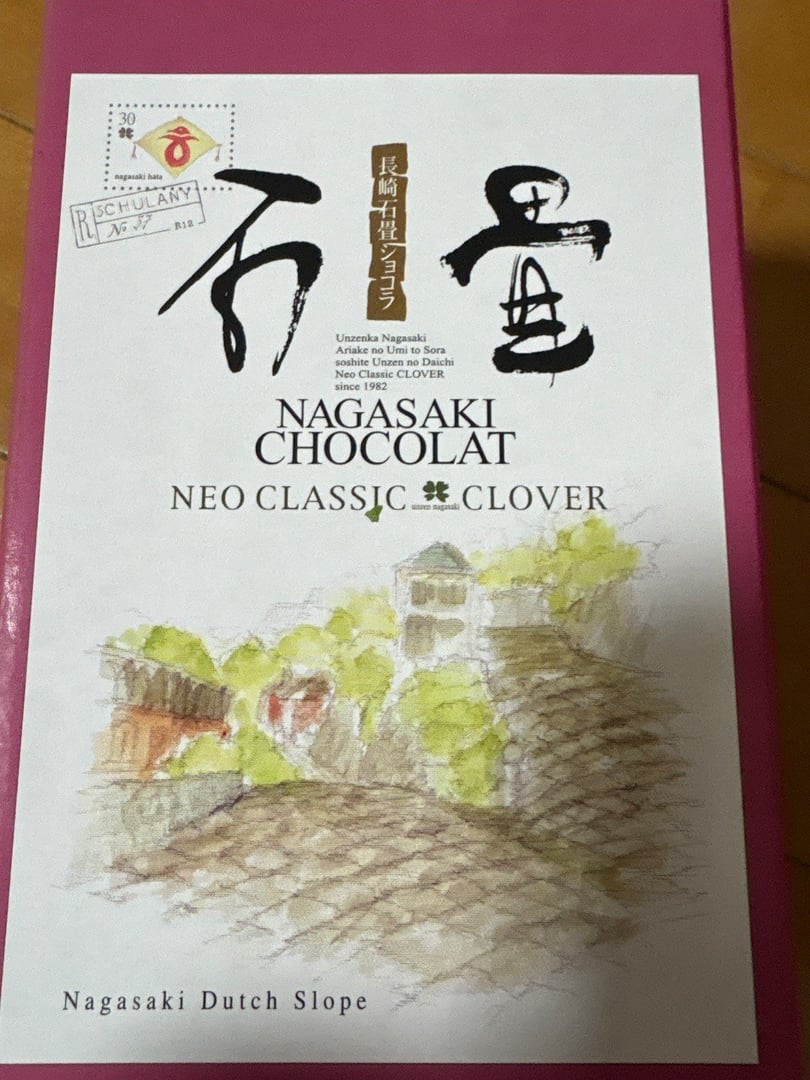 30
nagasaki hata
R SCHULANY
No 57 R12
石畳
長崎石畳ショコラ
Unzenka Nagasaki
Ariake no Umi to Sora
soshite Unzen no Daichi
Neo Classic CLOVER
since 1982
NAGASAKI
CHOCOLAT
NEO CLASSIC unzen nagasaki CLOVER
Nagasaki Dutch Slope